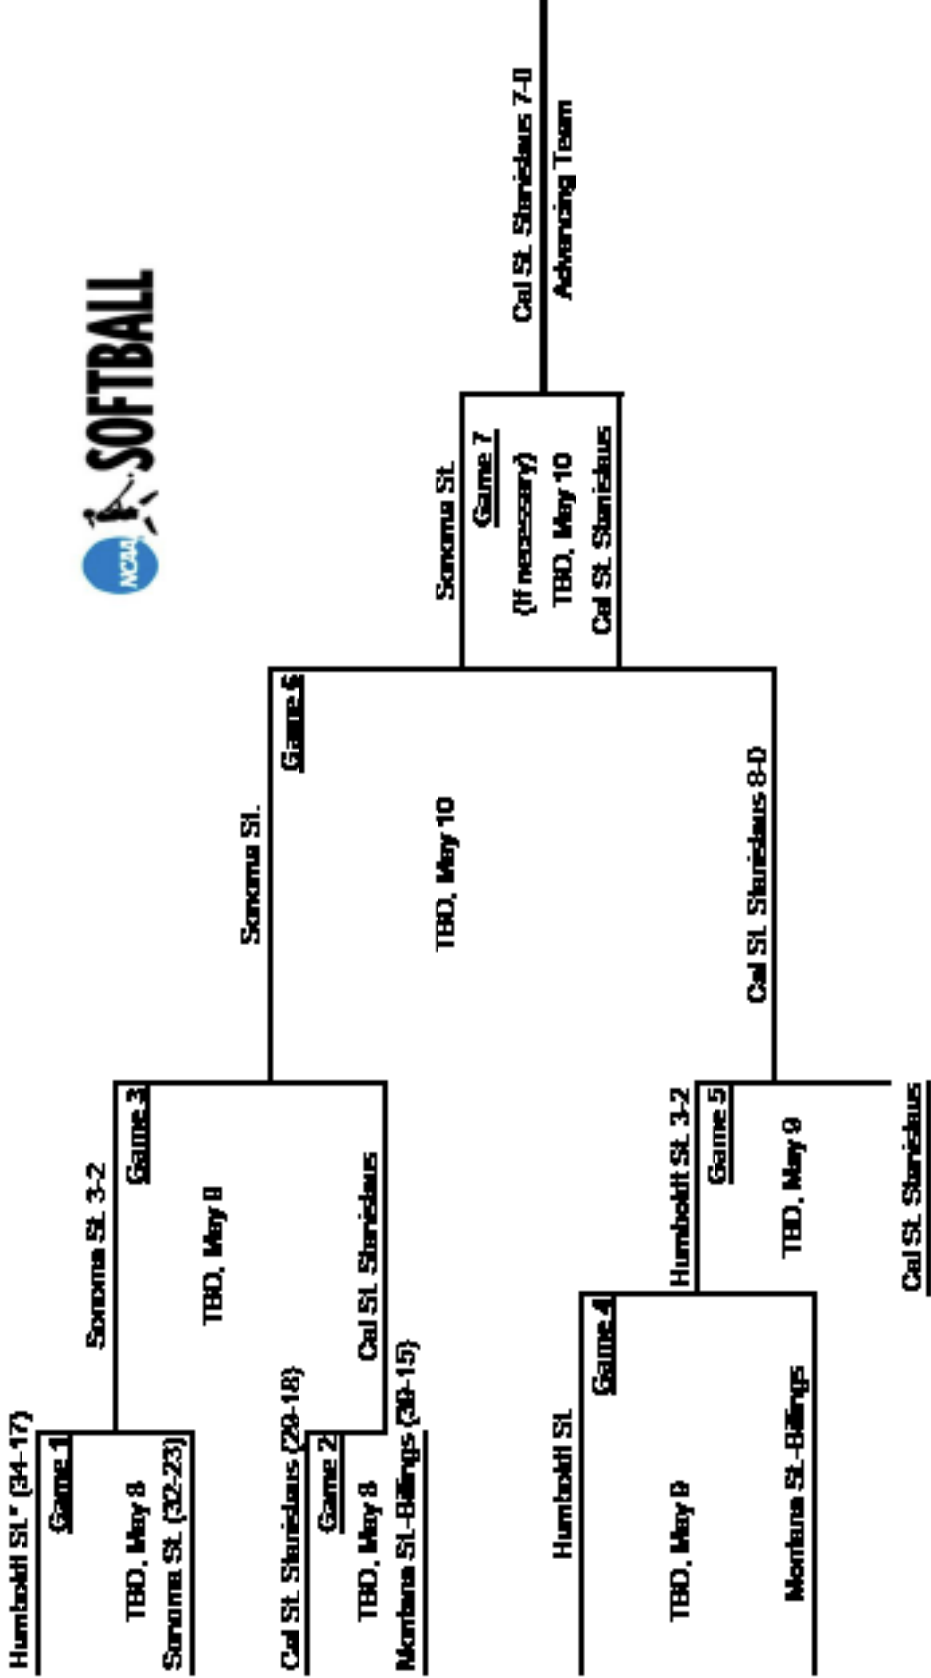 NCAA SOFTBALL
Humboldt St.* (34-17)
Game 1
TBD, May 8
Sonoma St. (32-23)
Sonoma St. 3-2
Cal St. Stanislaus (29-18)
Game 2
TBD, May 8
Montana St.-Billings (39-15)
Game 3
TBD, May 8
Cal St. Stanislaus
Sonoma St.
Humboldt St.
Game 4
TBD, May 9
Montana St.-Billings
Humboldt St. 3-2
Game 5
TBD, May 9
Cal St. Stanislaus
Cal St. Stanislaus 8-0
Game 6
TBD, May 10
Sonoma St.
Game 7
(If necessary)
TBD, May 10
Cal St. Stanislaus
Cal St. Stanislaus 7-0
Advancing Team